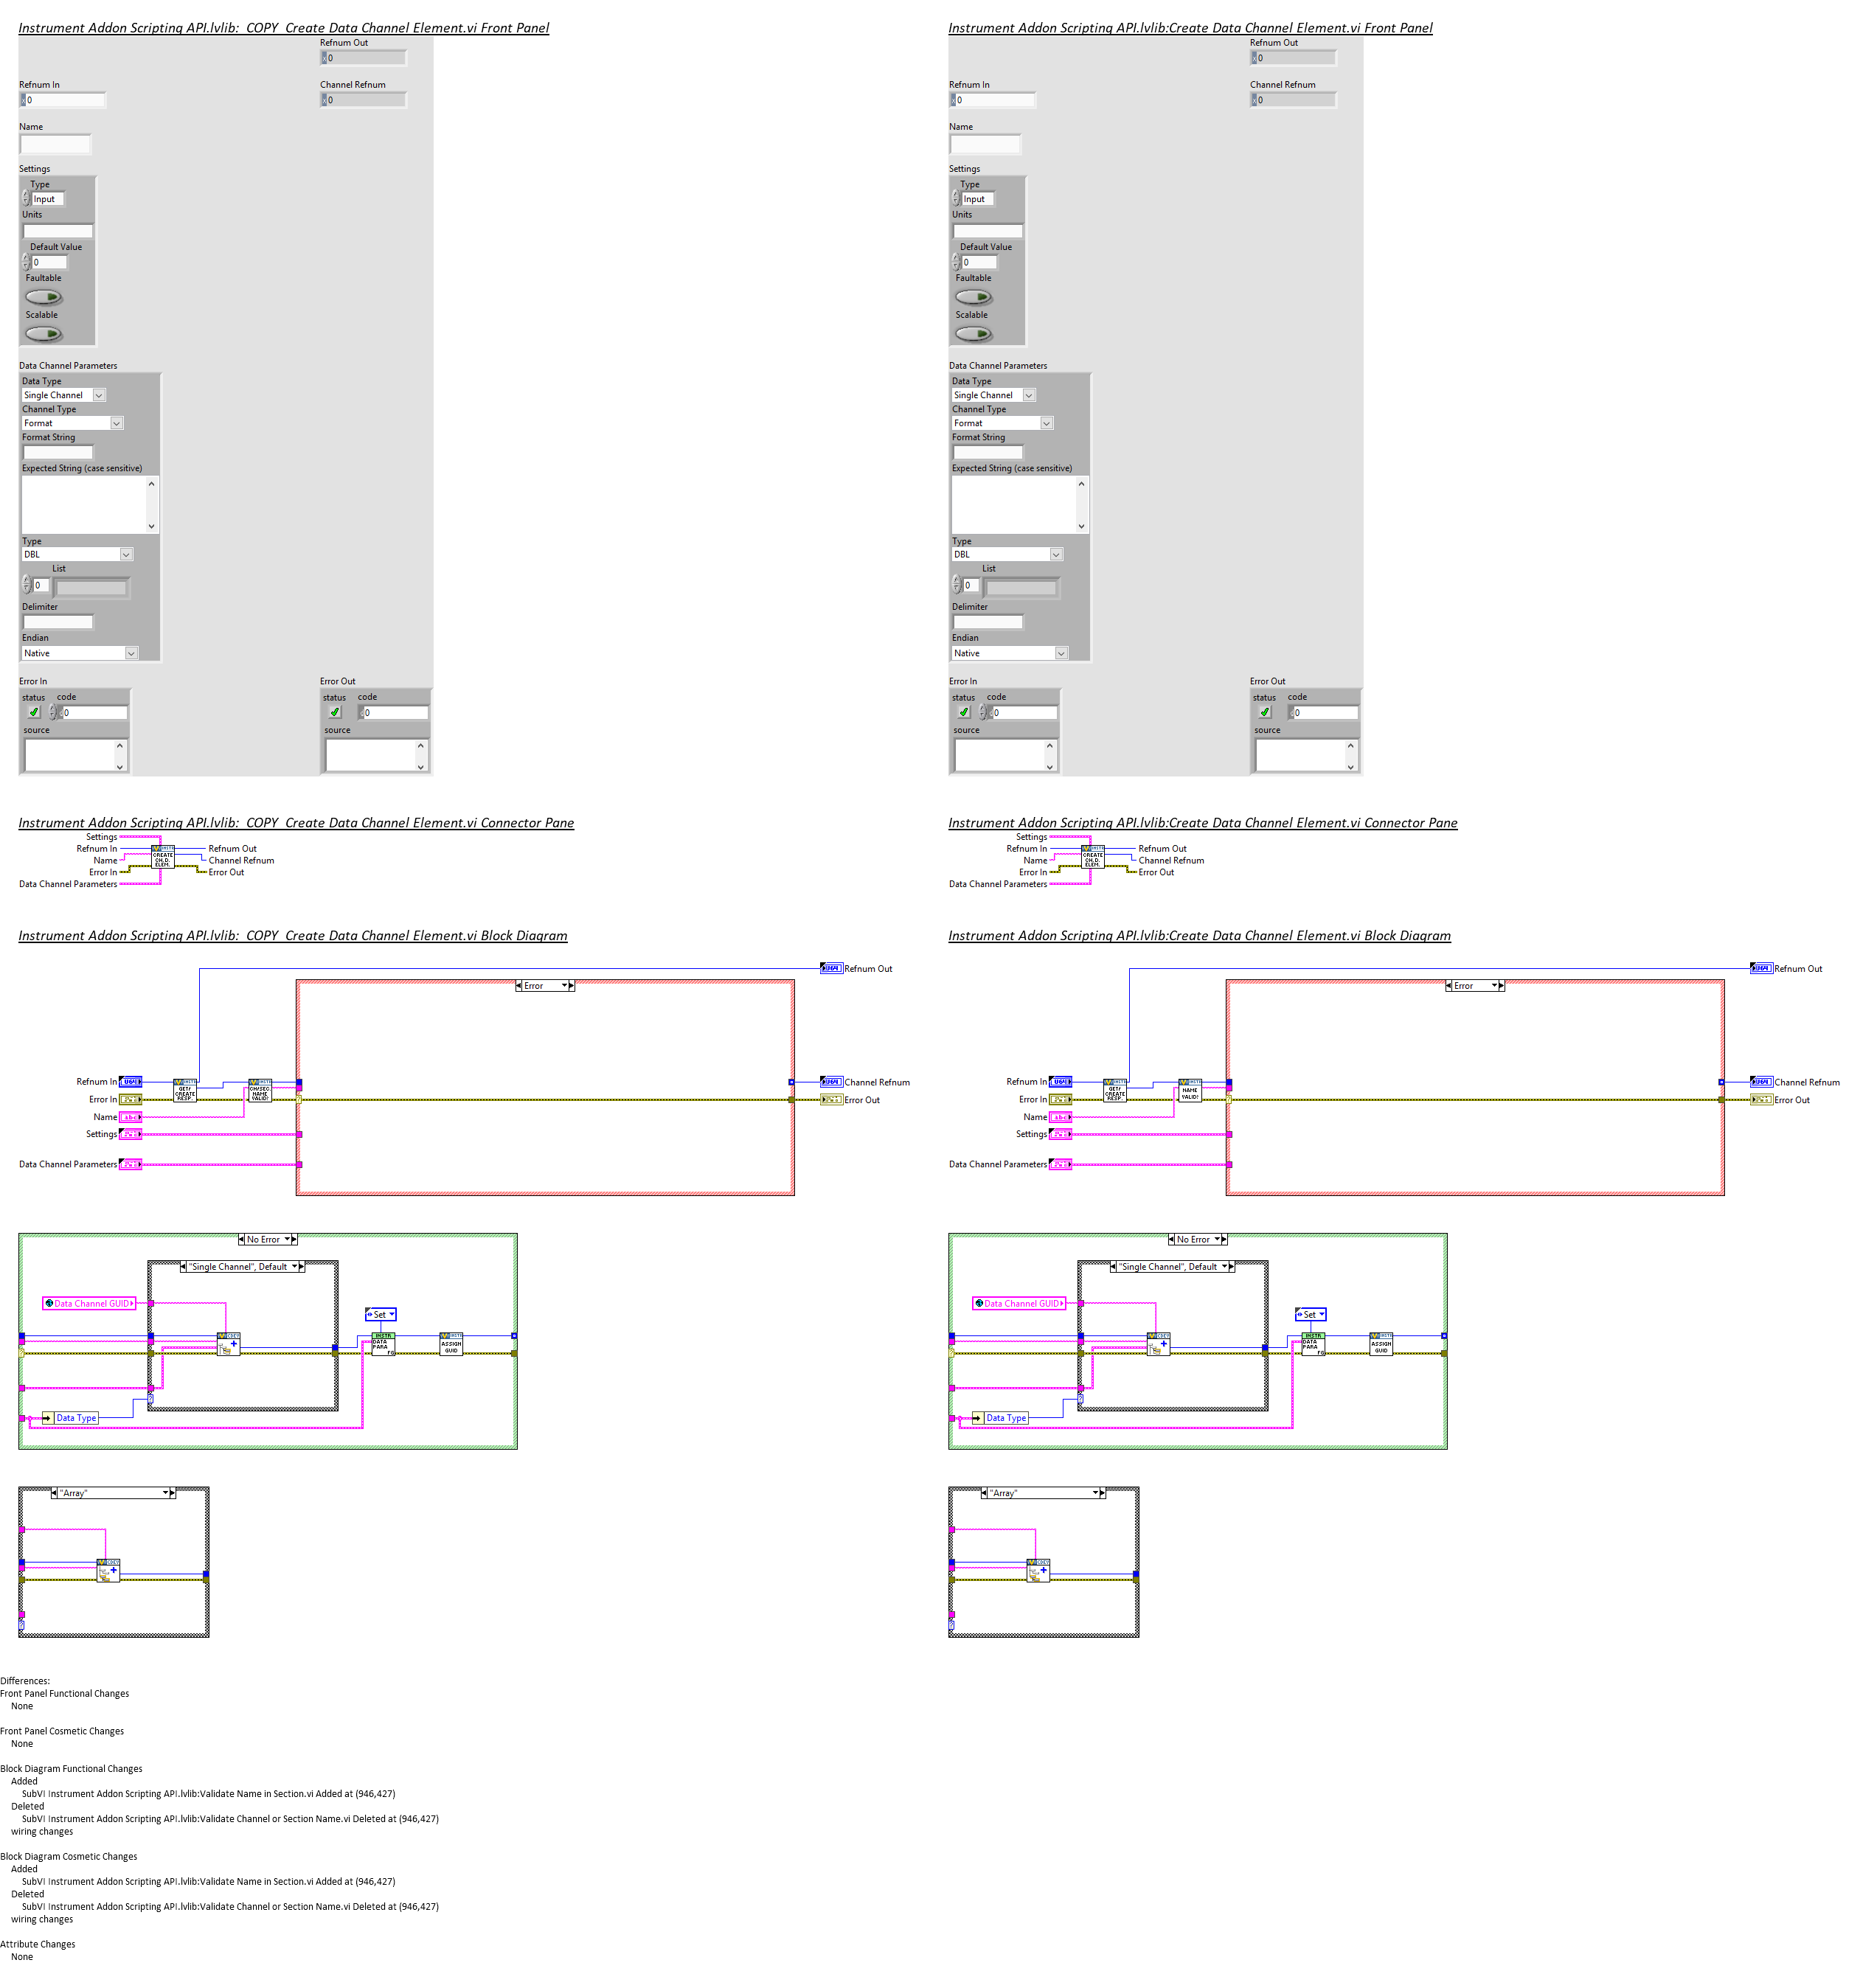 Instrument Addon Scripting API.lvlib:_COPY_Create Data Channel Element.vi Front Panel
Refnum Out
0
Refnum In
0
Channel Refnum
0
Name
Settings
Type
Input
Units
Default Value
0
Faultable
Scalable
Data Channel Parameters
Data Type
Single Channel
Channel Type
Format
Format String
Expected String (case sensitive)
Type
DBL
List
0
Delimiter
Endian
Native
Error In
status code
0
source
Error Out
status code
0
source
Instrument Addon Scripting API.lvlib:Create Data Channel Element.vi Front Panel
Refnum Out
0
Refnum In
0
Channel Refnum
0
Name
Settings
Type
Input
Units
Default Value
0
Faultable
Scalable
Data Channel Parameters
Data Type
Single Channel
Channel Type
Format
Format String
Expected String (case sensitive)
Type
DBL
List
0
Delimiter
Endian
Native
Error In
status code
0
source
Error Out
status code
0
source
Instrument Addon Scripting API.lvlib:_COPY_Create Data Channel Element.vi Connector Pane
Settings
Refnum In
Name
Error In
Data Channel Parameters
CREATE
CH.D.
ELEM.
Refnum Out
Channel Refnum
Error Out
Instrument Addon Scripting API.lvlib:Create Data Channel Element.vi Connector Pane
Settings
Refnum In
Name
Error In
Data Channel Parameters
CREATE
CH.D.
ELEM.
Refnum Out
Channel Refnum
Error Out
Instrument Addon Scripting API.lvlib:_COPY_Create Data Channel Element.vi Block Diagram
Refnum Out
Error
Refnum In
Error In
Name
Settings
Data Channel Parameters
GET/
CREATE
RESP.
CH/SEC.
NAME
VALID?
Channel Refnum
Error Out
No Error
"Single Channel", Default
Data Channel GUID
Set
INSTR
DATA
PARA
FG
ASSIGN
GUID
Data Type
"Array"
Instrument Addon Scripting API.lvlib:Create Data Channel Element.vi Block Diagram
Refnum Out
Error
Refnum In
Error In
Name
Settings
Data Channel Parameters
GET/
CREATE
RESP.
NAME
VALID?
Channel Refnum
Error Out
No Error
"Single Channel", Default
Data Channel GUID
Set
INSTR
DATA
PARA
FG
ASSIGN
GUID
Data Type
"Array"
Differences:
Front Panel Functional Changes
None
Front Panel Cosmetic Changes
None
Block Diagram Functional Changes
Added
SubVI Instrument Addon Scripting API.lvlib:Validate Name in Section.vi Added at (946,427)
Deleted
SubVI Instrument Addon Scripting API.lvlib:Validate Channel or Section Name.vi Deleted at (946,427)
wiring changes
Block Diagram Cosmetic Changes
Added
SubVI Instrument Addon Scripting API.lvlib:Validate Name in Section.vi Added at (946,427)
Deleted
SubVI Instrument Addon Scripting API.lvlib:Validate Channel or Section Name.vi Deleted at (946,427)
wiring changes
Attribute Changes
None